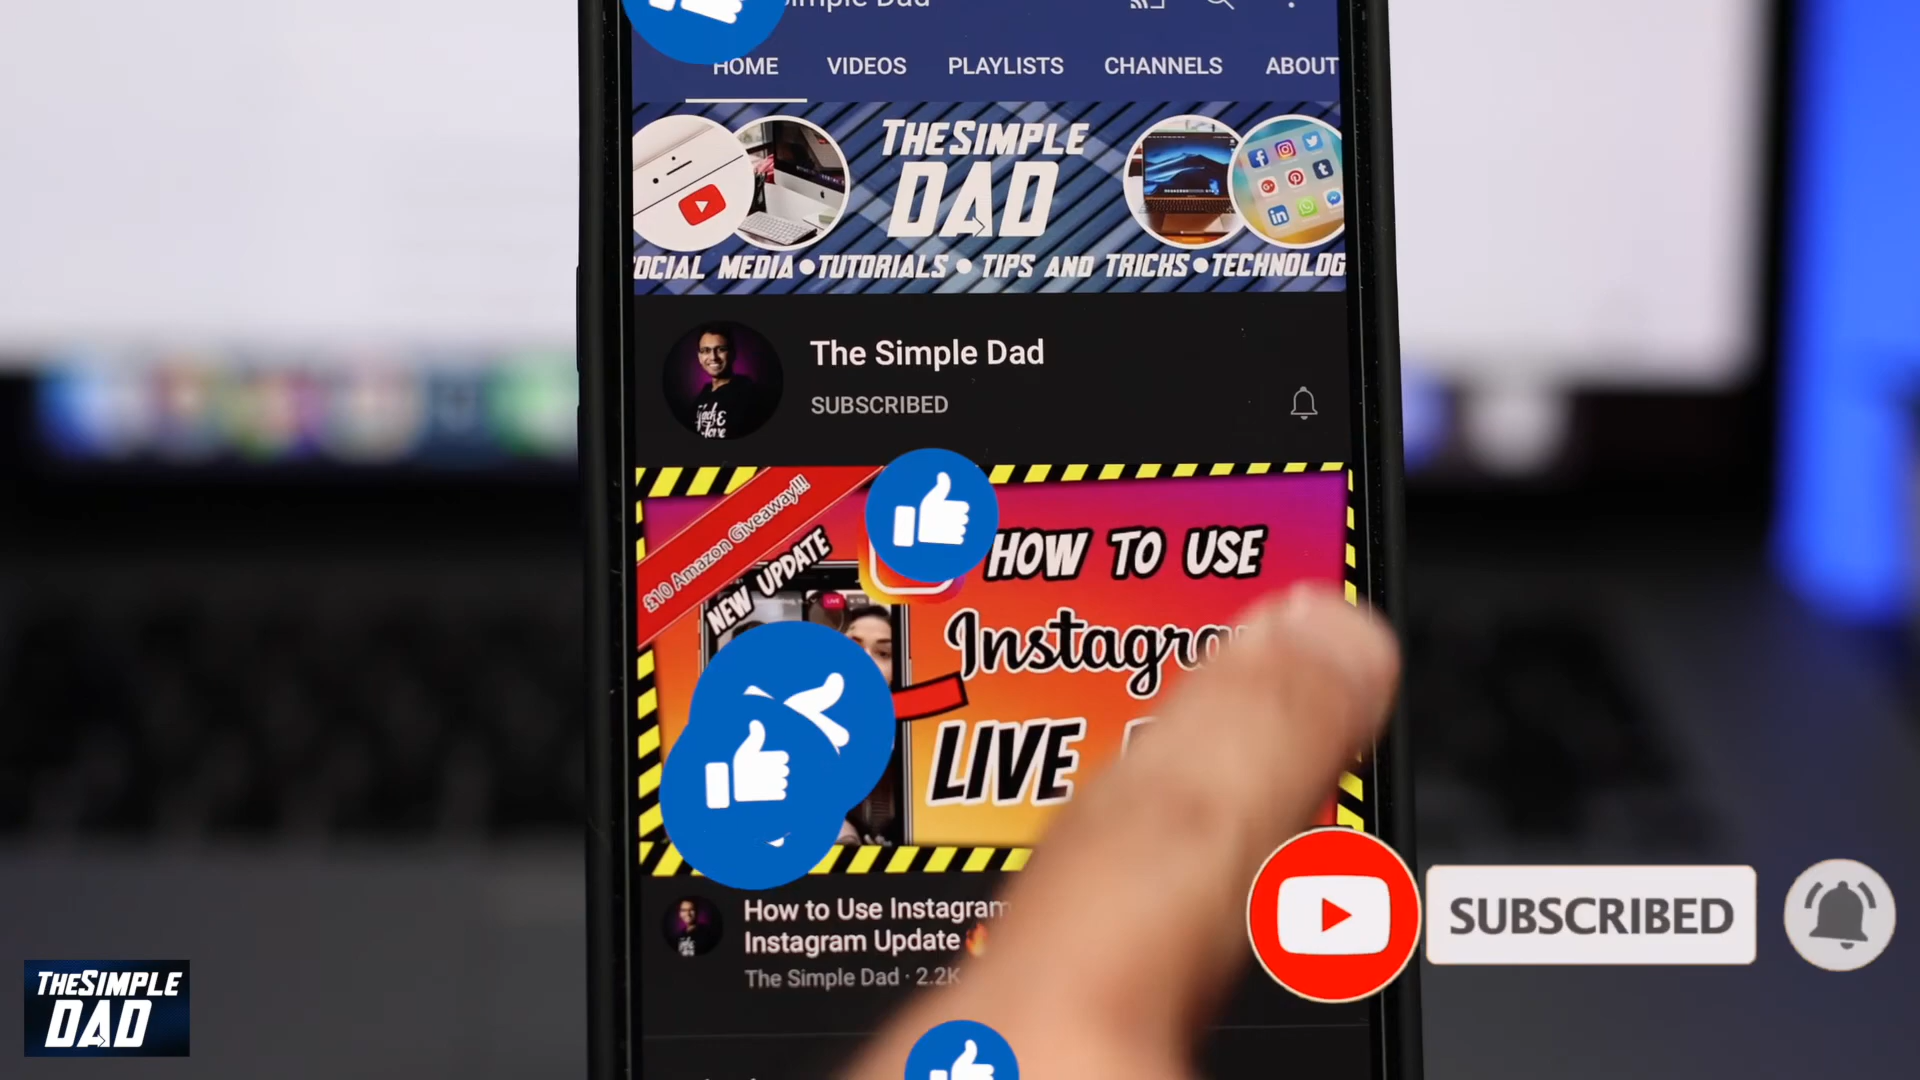 HOME VIDEOS PLAYLISTS CHANNELS ABOUT
THESIMPLE
DAD
MEDIA • TUTORIALS • TIPS AND TRICKS •
The Simple Dad
SUBSCRIBED
£10 Amazon Giveaway!!!
NEW UPDATE
HOW TO USE
LIVE
How to Use Instagram
Instagram Update
The Simple Dad · 2.2K
SUBSCRIBED
THESIMPLE
DAD